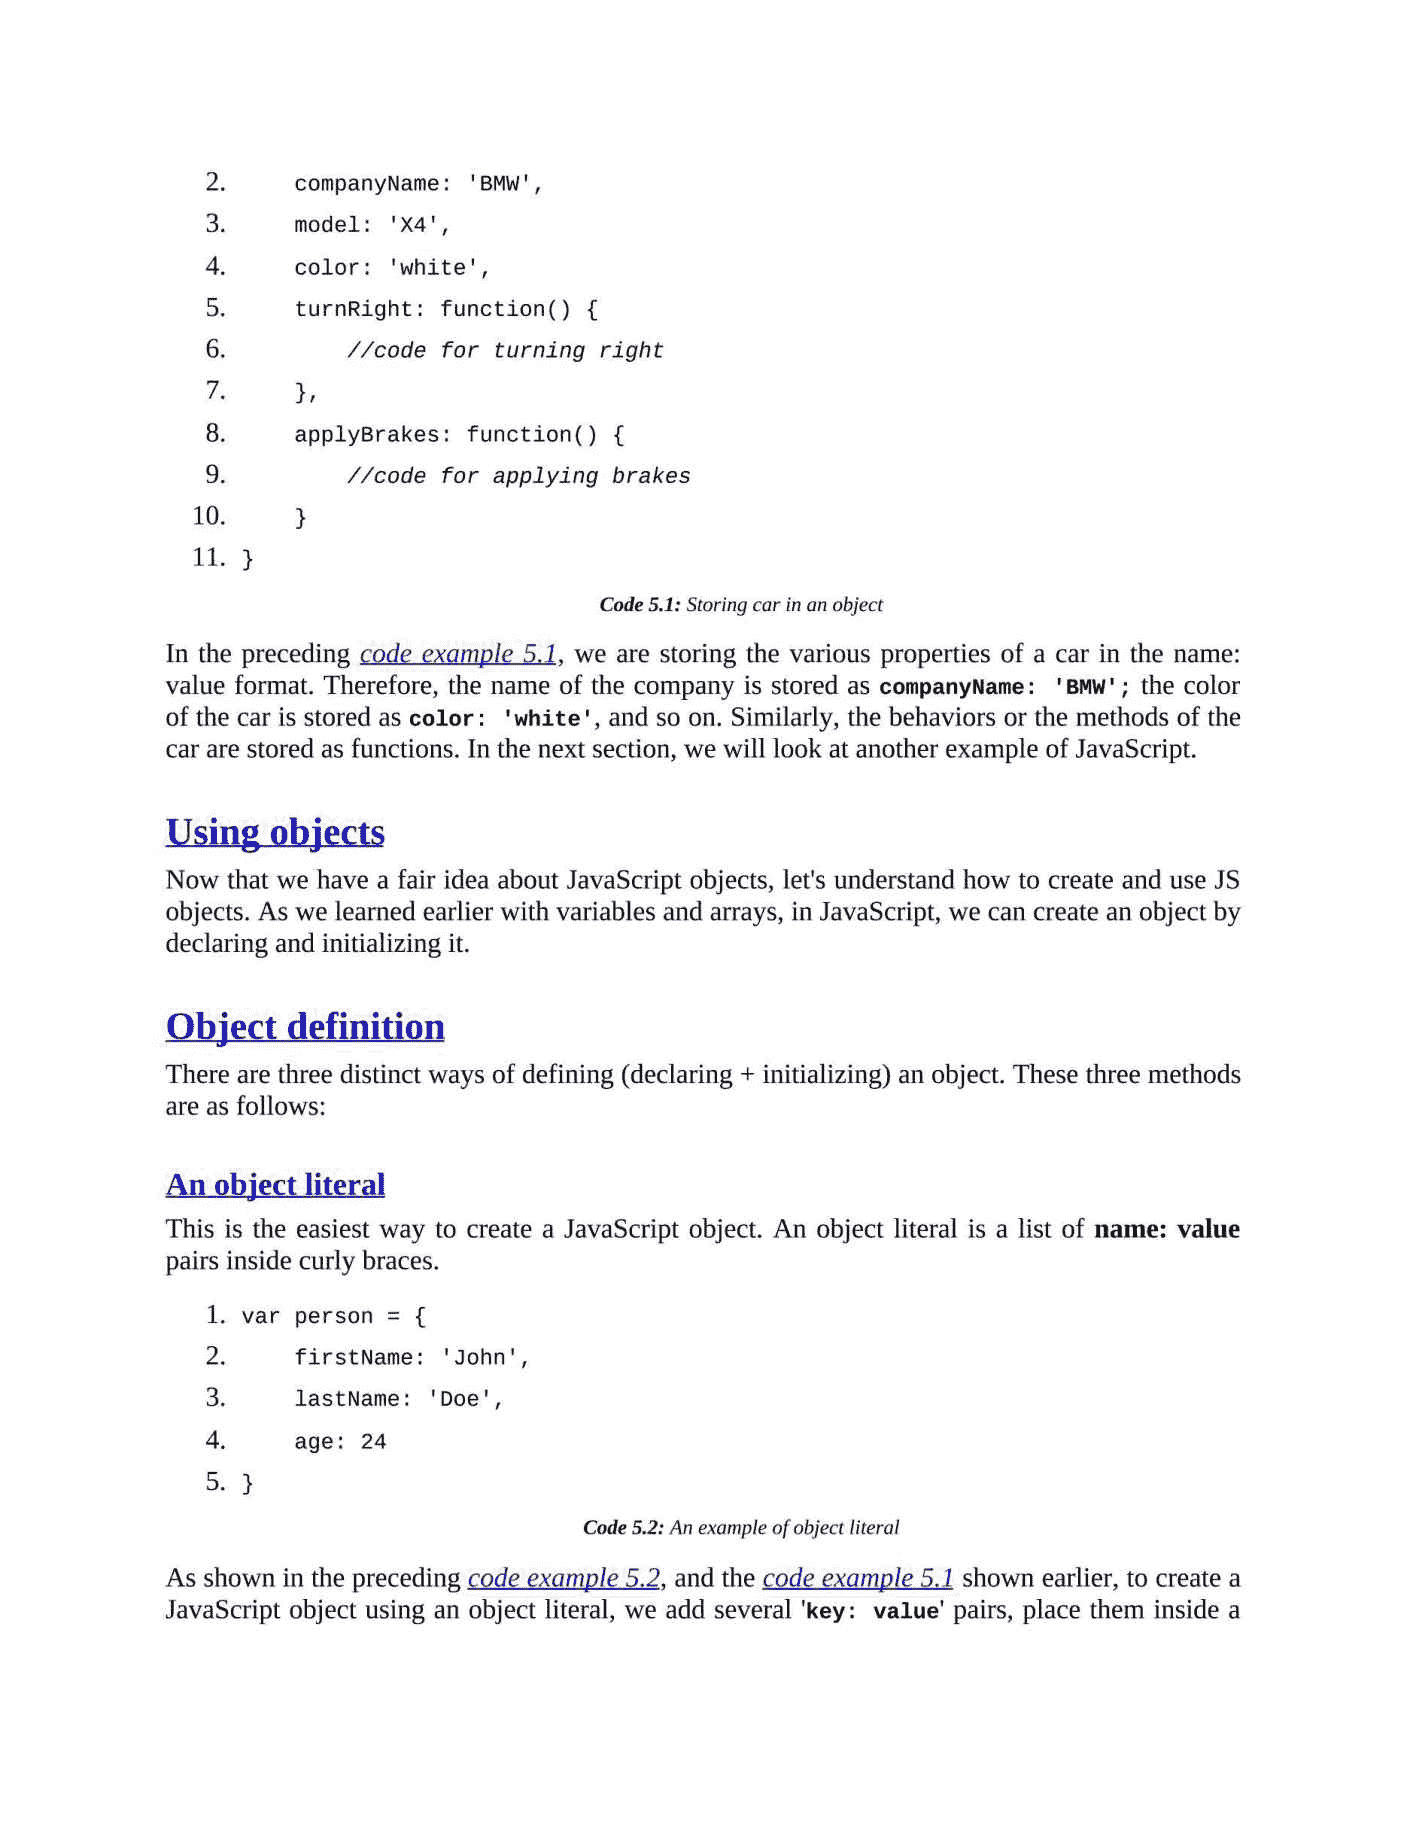 2.     companyName: 'BMW',
3.     model: 'X4',
4.     color: 'white',
5.     turnRight: function() {
6.         //code for turning right
7.     },
8.     applyBrakes: function() {
9.         //code for applying brakes
10.     }
11. }
Code 5.1: Storing car in an object
In the preceding code example 5.1, we are storing the various properties of a car in the name:
value format. Therefore, the name of the company is stored as companyName: 'BMW'; the color
of the car is stored as color: 'white', and so on. Similarly, the behaviors or the methods of the
car are stored as functions. In the next section, we will look at another example of JavaScript.
Using objects
Now that we have a fair idea about JavaScript objects, let's understand how to create and use JS
objects. As we learned earlier with variables and arrays, in JavaScript, we can create an object by
declaring and initializing it.
Object definition
There are three distinct ways of defining (declaring + initializing) an object. These three methods
are as follows:
An object literal
This is the easiest way to create a JavaScript object. An object literal is a list of name: value
pairs inside curly braces.
1. var person = {
2.     firstName: 'John',
3.     lastName: 'Doe',
4.     age: 24
5. }
Code 5.2: An example of object literal
As shown in the preceding code example 5.2, and the code example 5.1 shown earlier, to create a
JavaScript object using an object literal, we add several 'key: value' pairs, place them inside a